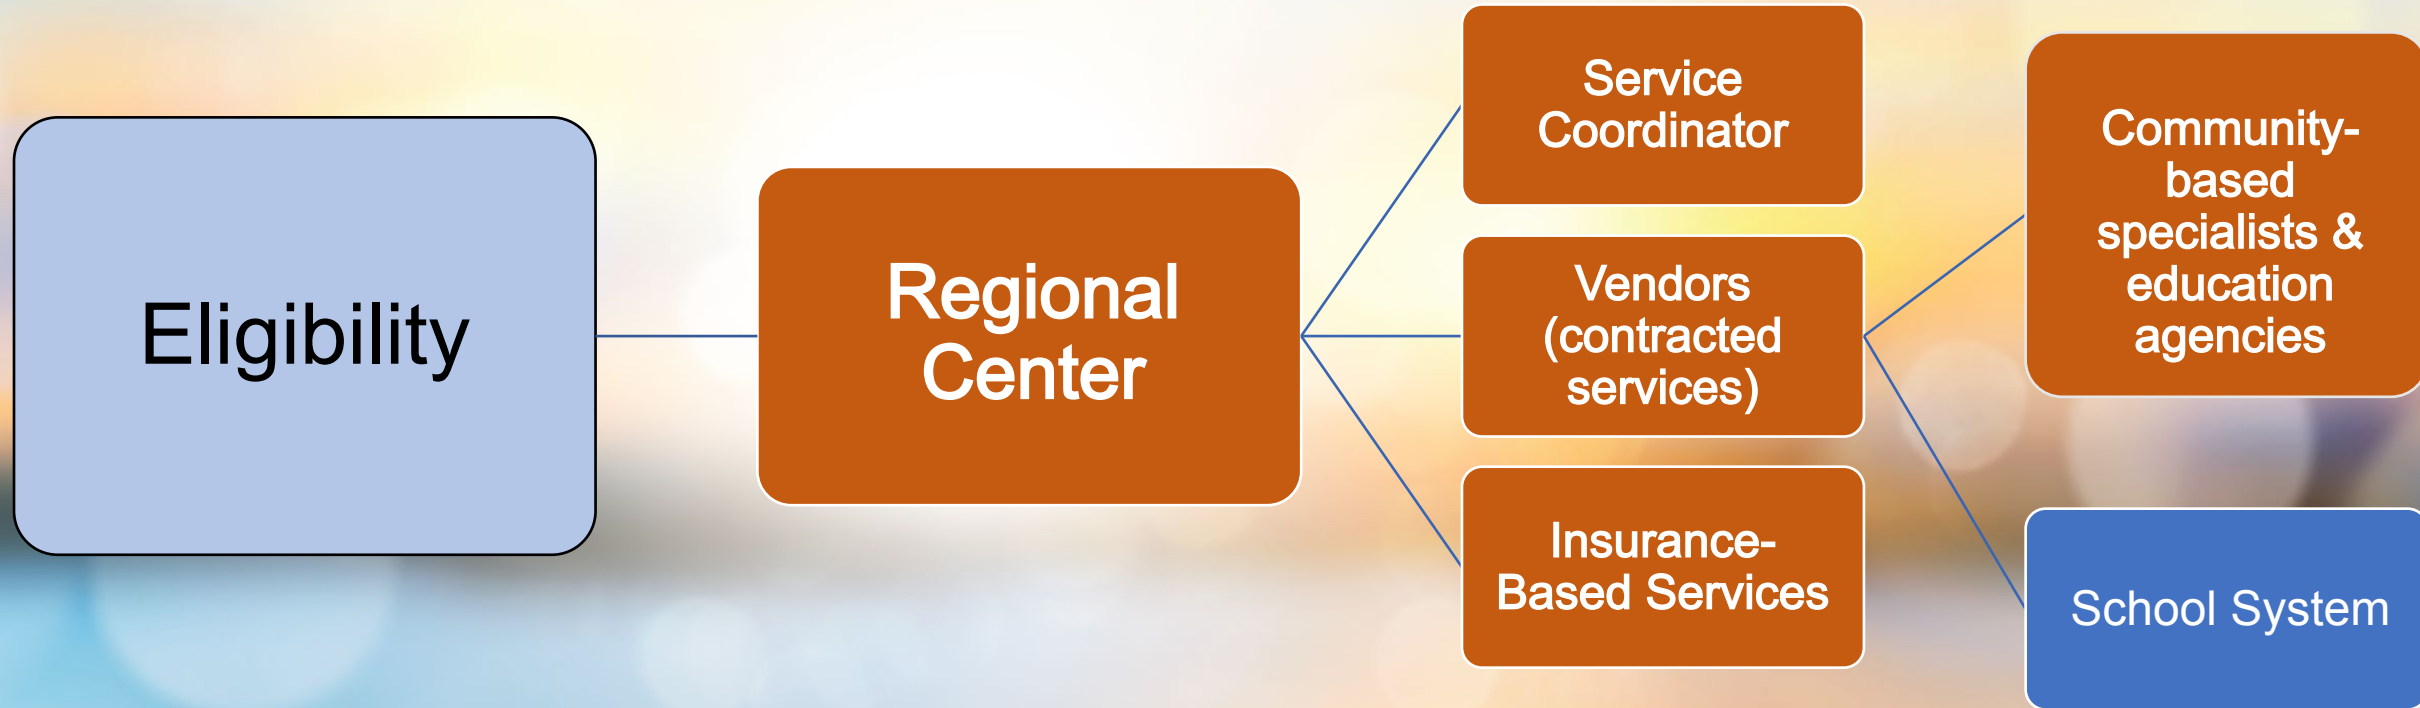 Eligibility
Regional
Center
Service
Coordinator
Vendors
(contracted
services)
Insurance-
Based Services
Community-
based
specialists &
education
agencies
School System